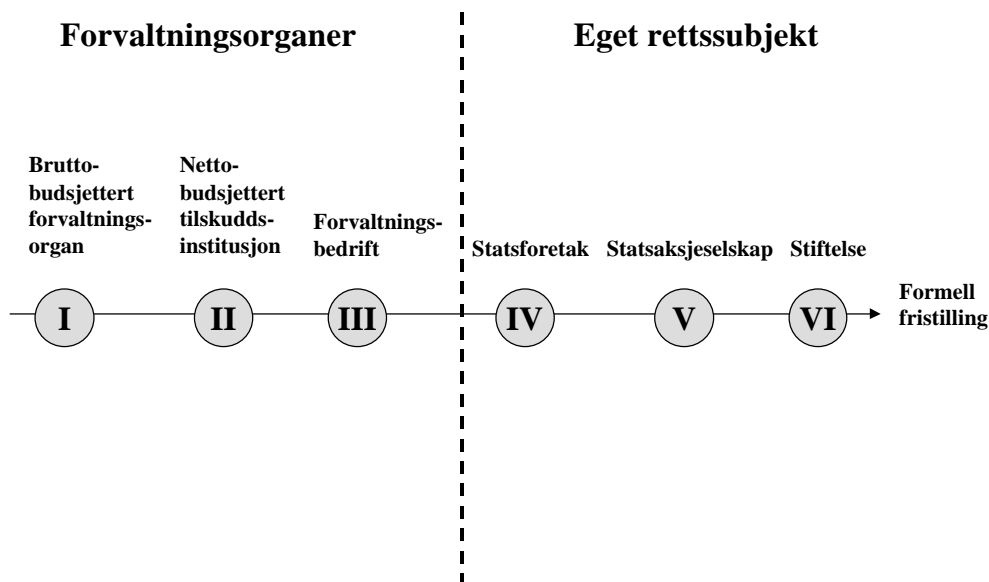 Forvaltningsorganer
Eget rettssubjekt
Brutto-
budsjettert
forvaltnings-
organ
Netto-
budsjettert
tilskudds-
institusjon
Forvaltnings-
bedrift
Statsforetak
Statsaksjeselskap
Stiftelse
I
II
III
IV
V
VI
Formell
fristilling